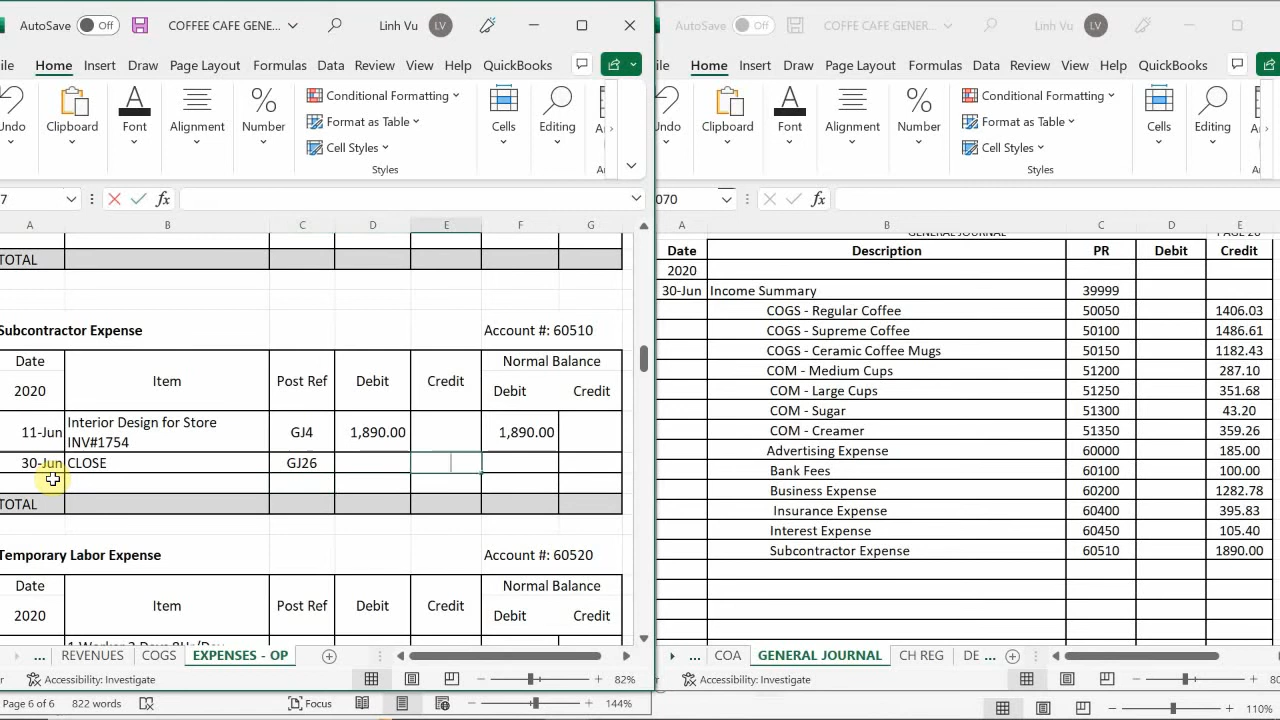 AutoSave Off COFFEE CAFE GENER... Linh Vu LV
ile Home Insert Draw Page Layout Formulas Data Review View Help QuickBooks
Undo Clipboard Font Alignment Number Conditional Formatting Format as Table Cell Styles Styles Cells Editing
7 fx
A B C D E F G
TOTAL
Subcontractor Expense Account #: 60510
Date Item Post Ref Debit Credit Normal Balance
2020 Debit Credit
11-Jun Interior Design for Store INV#1754 GJ4 1,890.00 1,890.00
30-Jun CLOSE GJ26
TOTAL
Temporary Labor Expense Account #: 60520
Date Item Post Ref Debit Credit Normal Balance
2020 Debit Credit
... REVENUES COGS EXPENSES - OP
Accessibility: Investigate 82%
Page 6 of 6 822 words Focus 144%
AutoSave Off COFFE CAFE GENERAL ... Linh Vu LV
ile Home Insert Draw Page Layout Formulas Data Review View Help QuickBooks
Undo Clipboard Font Alignment Number Conditional Formatting Format as Table Cell Styles Styles Cells Editing
070 fx
A B C D E
GENERAL JOURNAL
Date Description PR Debit Credit
2020
30-Jun Income Summary 39999
COGS - Regular Coffee 50050 1406.03
COGS - Supreme Coffee 50100 1486.61
COGS - Ceramic Coffee Mugs 50150 1182.43
COM - Medium Cups 51200 287.10
COM - Large Cups 51250 351.68
COM - Sugar 51300 43.20
COM - Creamer 51350 359.26
Advertising Expense 60000 185.00
Bank Fees 60100 100.00
Business Expense 60200 1282.78
Insurance Expense 60400 395.83
Interest Expense 60450 105.40
Subcontractor Expense 60510 1890.00
... COA GENERAL JOURNAL CH REG DE ...
Accessibility: Investigate 80
110%